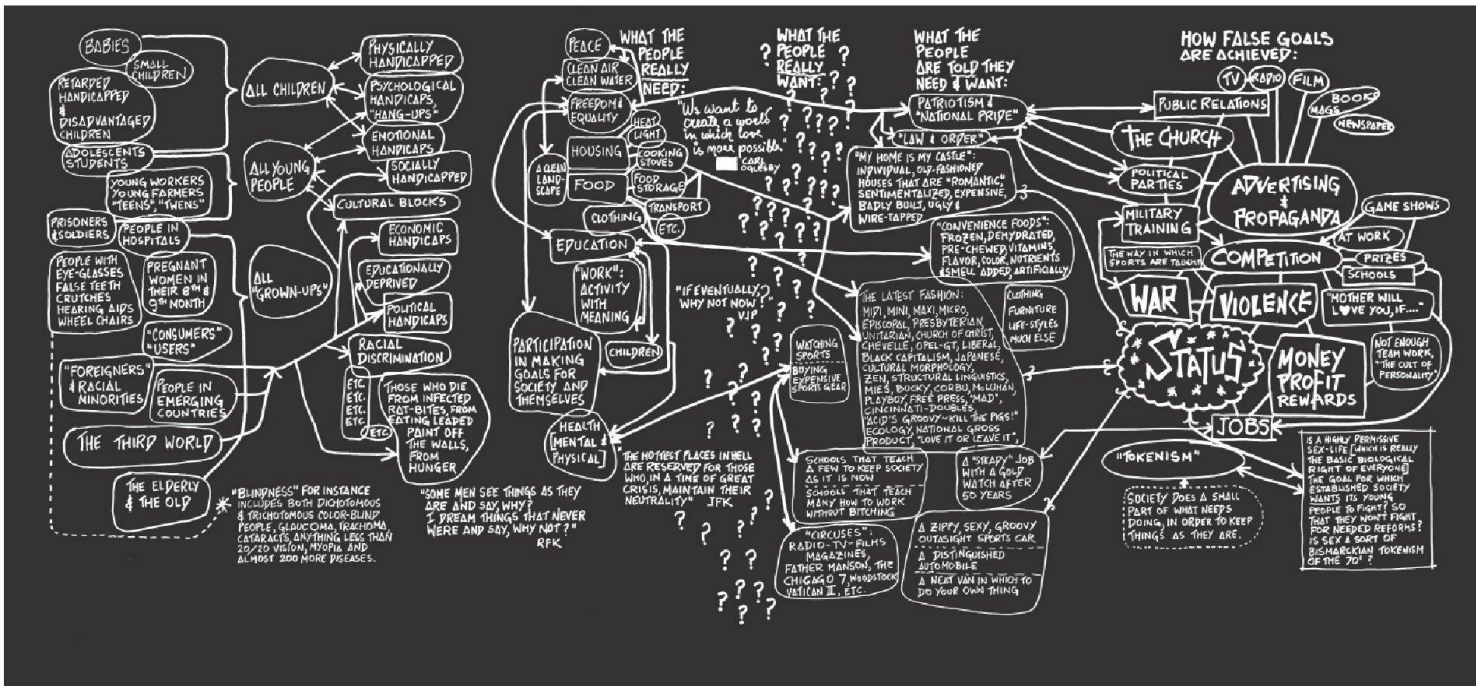 BABIES
SMALL
CHILDREN
RETARDED
HANDICAPPED
&
DISADVANTAGED
CHILDREN
ADOLESCENTS
STUDENTS
YOUNG WORKERS
YOUNG FARMERS
"TEENS", "TWENS"
PRISONERS
& SOLDIERS
PEOPLE IN
HOSPITALS
PEOPLE WITH
EYE-GLASSES
FALSE TEETH
CRUTCHES
HEARING AIDS
WHEEL CHAIRS
PREGNANT
WOMEN IN
THEIR 8TH &
9TH MONTH
"CONSUMERS"
"USERS"
"FOREIGNERS"
& RACIAL
MINORITIES
PEOPLE IN
EMERGING
COUNTRIES
THE THIRD WORLD
THE ELDERLY
& THE OLD
ALL CHILDREN
ALL YOUNG
PEOPLE
ALL
"GROWN-UPS"
PHYSICALLY
HANDICAPPED
PSYCHOLOGICAL
HANDICAPS,
"HANG-UPS"
EMOTIONAL
HANDICAPS
SOCIALLY
HANDICAPPED
CULTURAL BLOCKS
ECONOMIC
HANDICAPS
EDUCATIONALLY
DEPRIVED
POLITICAL
HANDICAPS
RACIAL
DISCRIMINATION
ETC.
ETC.
ETC.
ETC.
ETC.
THOSE WHO DIE
FROM INFECTED
RAT-BITES, FROM
EATING LEADED
PAINT OFF
THE WALLS,
FROM
HUNGER
* "BLINDNESS" FOR INSTANCE
INCLUDES BOTH DICHOTOMOUS
& TRICHOTOMOUS COLOR-BLIND
PEOPLE, GLAUCOMA, TRACHOMA
CATARACTS, ANYTHING LESS THAN
20/20 VISION, MYOPIA AND
ALMOST 200 MORE DISEASES.
WHAT THE
PEOPLE
REALLY
NEED:
PEACE
CLEAN AIR
CLEAN WATER
FREEDOM &
EQUALITY
HEAT
LIGHT
HOUSING
COOKING
STOVES
A CLEAN
LAND-
SCAPE
FOOD
FOOD
STORAGE
TRANSPORT
CLOTHING
ETC.
EDUCATION
"WORK":
ACTIVITY
WITH
MEANING
PARTICIPATION
IN MAKING
GOALS FOR
SOCIETY AND
THEMSELVES
CHILDREN
HEALTH
[MENTAL &
PHYSICAL]
"SOME MEN SEE THINGS AS THEY
ARE AND SAY, WHY?
I DREAM THINGS THAT NEVER
WERE AND SAY, WHY NOT?"
RFK
"THE HOTTEST PLACES IN HELL
ARE RESERVED FOR THOSE
WHO, IN A TIME OF GREAT
CRISIS, MAINTAIN THEIR
NEUTRALITY"
JFK
WHAT THE
PEOPLE
REALLY
WANT:
"We want to
create a world
in which love
is more possible"
CARL
OGLESBY
"IF EVENTUALLY,
WHY NOT NOW?"
VJP
WHAT THE
PEOPLE
ARE TOLD THEY
NEED & WANT:
PATRIOTISM &
"NATIONAL PRIDE"
"LAW & ORDER"
"MY HOME IS MY CASTLE":
INDIVIDUAL, OLD-FASHIONED
HOUSES THAT ARE "ROMANTIC",
SENTIMENTALIZED, EXPENSIVE,
BADLY BUILT, UGLY &
WIRE-TAPPED
"CONVENIENCE FOODS":
FROZEN, DEHYDRATED,
PRE-CHEWED, VITAMINS,
FLAVOR, COLOR, NUTRIENTS
& SMELL ADDED ARTIFICIALLY
THE LATEST FASHION:
MIDI, MINI, MAXI, MICRO,
EPISCOPAL, PRESBYTERIAN,
UNITARIAN, CHURCH OF CHRIST,
CHEVELLE, OPEL-GT, LIBERAL,
BLACK CAPITALISM, JAPANESE,
CULTURAL MORPHOLOGY,
ZEN, STRUCTURAL LINGUISTICS,
MIES, BUCKY, CORBU, McLUHAN,
PLAYBOY, FREE PRESS, "MAD",
CINCINNATI-DOUBLES,
"ACID'S GROOVY—KILL THE PIGS!"
ECOLOGY, NATIONAL GROSS
PRODUCT, "LOVE IT OR LEAVE IT",
CLOTHING
FURNITURE
LIFE-STYLES
MUCH ELSE
WATCHING
SPORTS
BUYING
EXPENSIVE
SPORTS GEAR
SCHOOLS THAT TEACH
A FEW TO KEEP SOCIETY
AS IT IS NOW
SCHOOLS THAT TEACH
MANY HOW TO WORK
WITHOUT BITCHING
A "STEADY" JOB
WITH A GOLD
WATCH AFTER
50 YEARS
"CIRCUSES":
RADIO-TV-FILMS
MAGAZINES,
FATHER MANSON, THE
CHICAGO 7, WOODSTOCK
VATICAN II, ETC.
A ZIPPY, SEXY, GROOVY
OUTASIGHT SPORTS CAR
A DISTINGUISHED
AUTOMOBILE
A NEAT VAN IN WHICH TO
DO YOUR OWN THING
HOW FALSE GOALS
ARE ACHIEVED:
TV
RADIO
FILM
BOOKS
MAGS
NEWSPAPER
PUBLIC RELATIONS
THE CHURCH
POLITICAL
PARTIES
ADVERTISING
&
PROPAGANDA
MILITARY
TRAINING
GAME SHOWS
AT WORK
THE WAY IN WHICH
SPORTS ARE TAUGHT
COMPETITION
PRIZES
SCHOOLS
WAR
VIOLENCE
"MOTHER WILL
L♥VE YOU, IF...."
STATUS
MONEY
PROFIT
REWARDS
NOT ENOUGH
TEAM WORK,
"THE CULT OF
PERSONALITY"
JOBS
"TOKENISM"
SOCIETY DOES A SMALL
PART OF WHAT NEEDS
DOING, IN ORDER TO KEEP
THINGS AS THEY ARE.
IS A HIGHLY PERMISSIVE
SEX-LIFE [WHICH IS REALLY
THE BASIC BIOLOGICAL
RIGHT OF EVERYONE]
THE GOAL FOR WHICH
ESTABLISHED SOCIETY
WANTS ITS YOUNG
PEOPLE TO FIGHT? SO
THAT THEY WON'T FIGHT
FOR NEEDED REFORMS?
IS SEX A SORT OF
BISMARCKIAN TOKENISM
OF THE 70s?